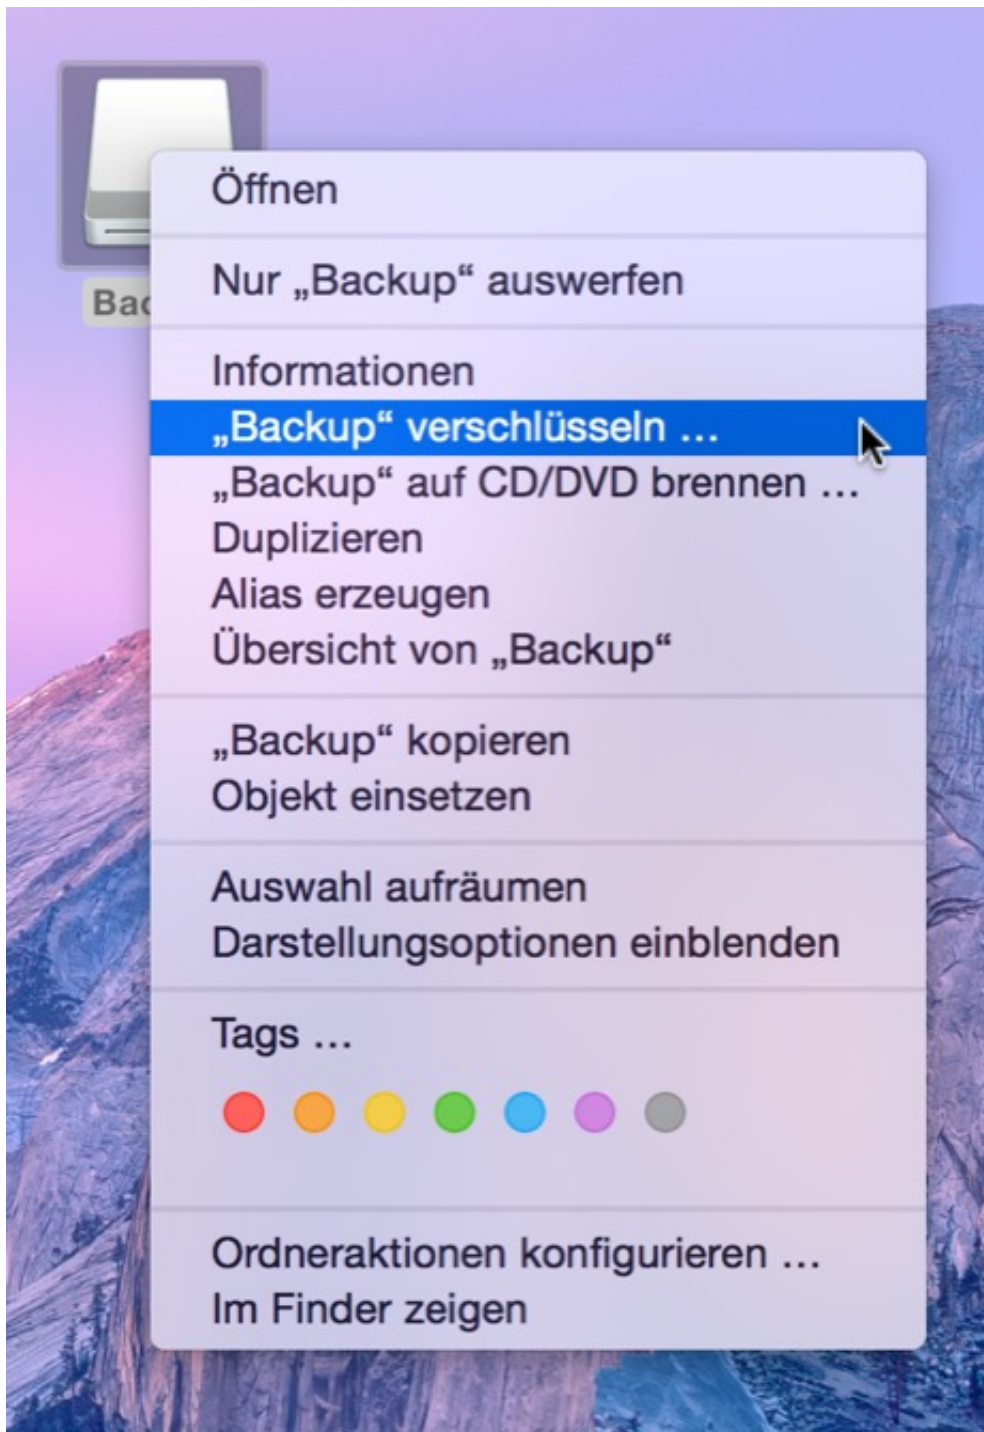 Öffnen
Nur „Backup“ auswerfen
Informationen
„Backup“ verschlüsseln ...
„Backup“ auf CD/DVD brennen ...
Duplizieren
Alias erzeugen
Übersicht von „Backup“
„Backup“ kopieren
Objekt einsetzen
Auswahl aufräumen
Darstellungsoptionen einblenden
Tags ...
Ordneraktionen konfigurieren ...
Im Finder zeigen